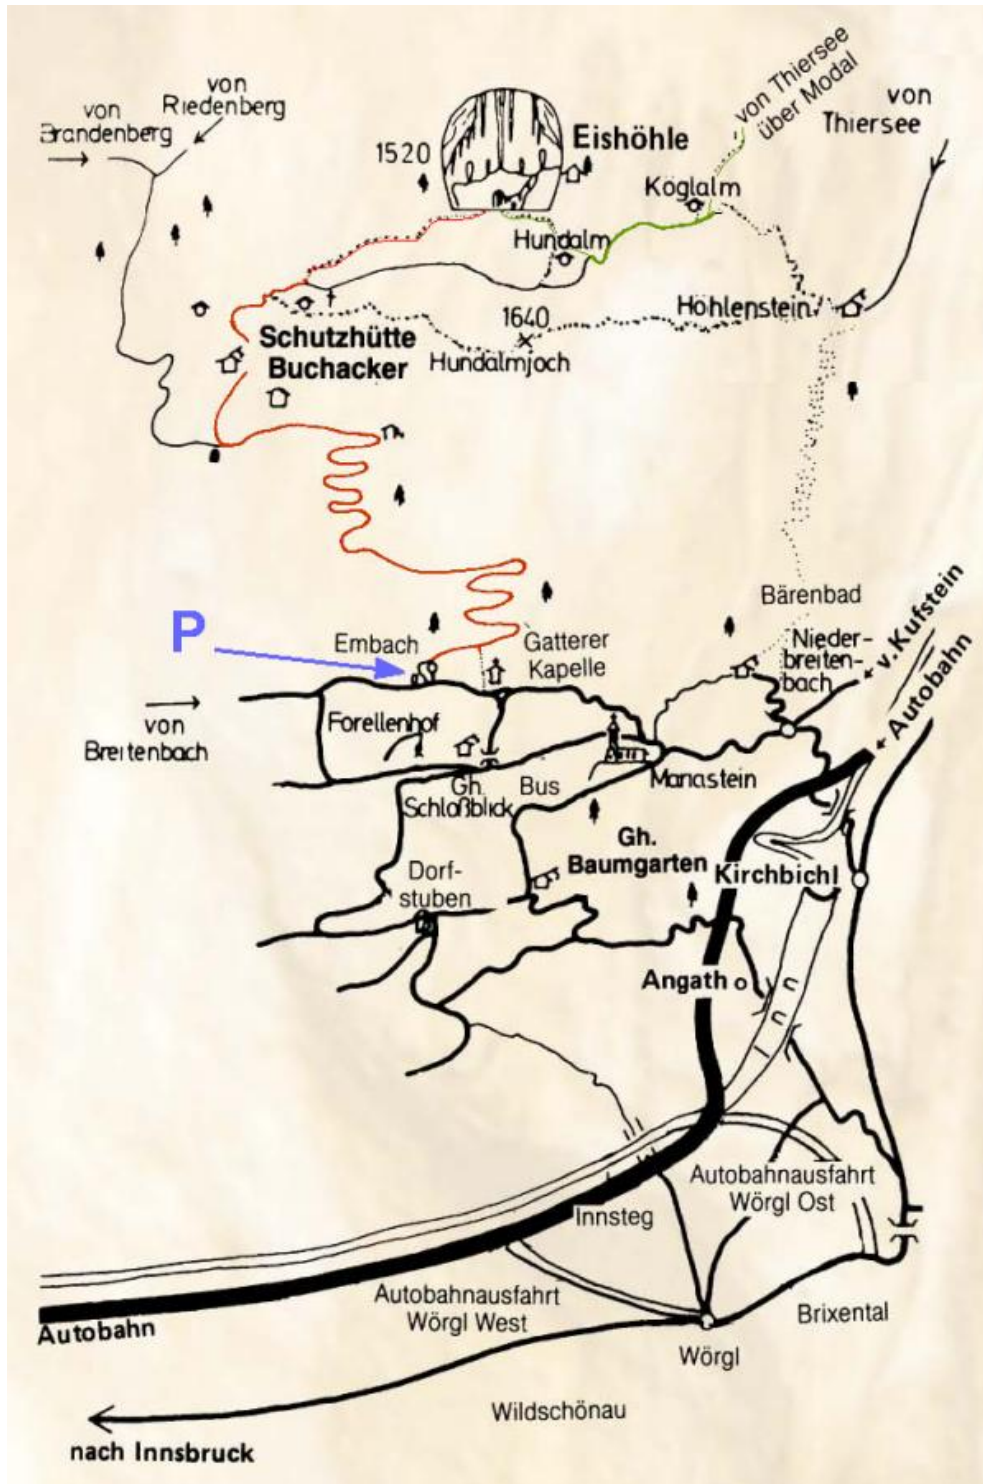 von Thiersee
über Modal
von
Thiersee
von
Riedenberg
von
Brandenberg
1520
Eishöhle
Köglalm
Hundalm
Höhlenstein
1640
Hundalmjoch
Schutzhütte
Buchacker
Bärenbad
v. Kufstein
Autobahn
P
Embach
Gatterer
Kapelle
Nieder-
breiten-
bach
von
Breitenbach
Forellenhof
Gh.
Schloßblick
Bus
Mariastein
Gh.
Baumgarten
Kirchbichl
Dorf-
stuben
Angath
Autobahnausfahrt
Wörgl Ost
Innsteg
Autobahnausfahrt
Wörgl West
Brixental
Autobahn
Wörgl
Wildschönau
nach Innsbruck